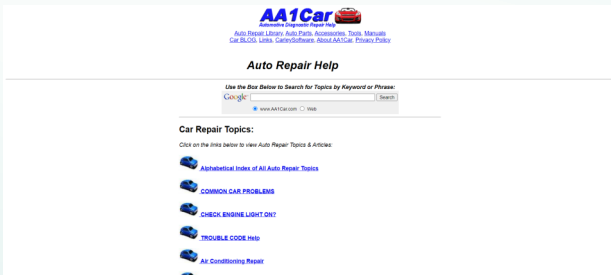 AA1Car
Automotive Diagnostic Repair Help
Auto Repair Library, Auto Parts, Accessories, Tools, Manuals
Car BLOG, Links, CarleySoftware, About AA1Car, Privacy Policy
Auto Repair Help
Use the Box Below to Search for Topics by Keyword or Phrase:
Google Search
www.AA1Car.com Web
Car Repair Topics:
Click on the links below to view Auto Repair Topics & Articles:
Alphabetical Index of All Auto Repair Topics
COMMON CAR PROBLEMS
CHECK ENGINE LIGHT ON?
TROUBLE CODE Help
Air Conditioning Repair